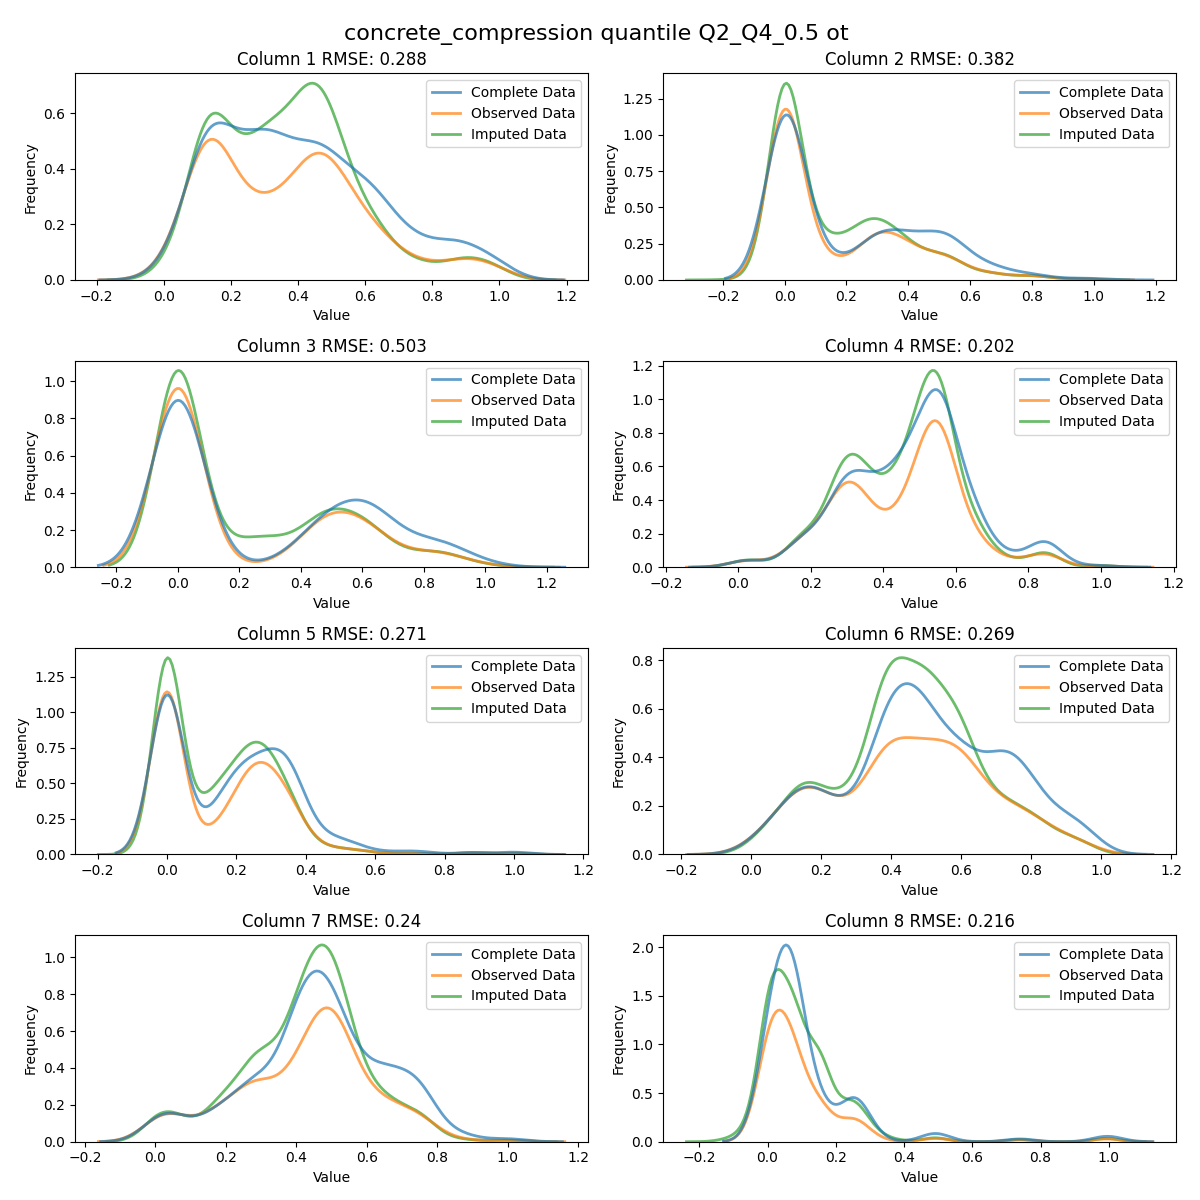 concrete_compression quantile Q2_Q4_0.5 ot
Column 1 RMSE: 0.288
Frequency
0.6
0.4
0.2
0.0
Complete Data
Observed Data
Imputed Data
−0.2 0.0 0.2 0.4 0.6 0.8 1.0 1.2
Value
Column 2 RMSE: 0.382
Frequency
1.25
1.00
0.75
0.50
0.25
0.00
Complete Data
Observed Data
Imputed Data
−0.2 0.0 0.2 0.4 0.6 0.8 1.0 1.2
Value
Column 3 RMSE: 0.503
Frequency
1.0
0.8
0.6
0.4
0.2
0.0
Complete Data
Observed Data
Imputed Data
−0.2 0.0 0.2 0.4 0.6 0.8 1.0 1.2
Value
Column 4 RMSE: 0.202
Frequency
1.2
1.0
0.8
0.6
0.4
0.2
0.0
Complete Data
Observed Data
Imputed Data
−0.2 0.0 0.2 0.4 0.6 0.8 1.0 1.2
Value
Column 5 RMSE: 0.271
Frequency
1.25
1.00
0.75
0.50
0.25
0.00
Complete Data
Observed Data
Imputed Data
−0.2 0.0 0.2 0.4 0.6 0.8 1.0 1.2
Value
Column 6 RMSE: 0.269
Frequency
0.8
0.6
0.4
0.2
0.0
Complete Data
Observed Data
Imputed Data
−0.2 0.0 0.2 0.4 0.6 0.8 1.0 1.2
Value
Column 7 RMSE: 0.24
Frequency
1.0
0.8
0.6
0.4
0.2
0.0
Complete Data
Observed Data
Imputed Data
−0.2 0.0 0.2 0.4 0.6 0.8 1.0 1.2
Value
Column 8 RMSE: 0.216
Frequency
2.0
1.5
1.0
0.5
0.0
Complete Data
Observed Data
Imputed Data
−0.2 0.0 0.2 0.4 0.6 0.8 1.0
Value